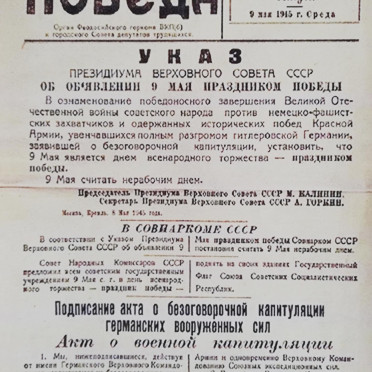 ПОБЕДА
Орган Феодосийского горкома ВКП(б)
и городского Совета депутатов трудящихся.
9 мая 1945 г. Среда
УКАЗ
ПРЕЗИДИУМА ВЕРХОВНОГО СОВЕТА СССР
ОБ ОБЪЯВЛЕНИИ 9 МАЯ ПРАЗДНИКОМ ПОБЕДЫ
В ознаменование победоносного завершения Великой Оте-
чественной войны советского народа против немецко-фашист-
ских захватчиков и одержанных исторических побед Красной
Армии, увенчавшихся полным разгромом гитлеровской Германии,
заявившей о безоговорочной капитуляции, установить, что
9 Мая является днем всенародного торжества — праздником
победы.
9 Мая считать нерабочим днем.
Председатель Президиума Верховного Совета СССР М. КАЛИНИН.
Секретарь Президиума Верховного Совета СССР А. ГОРКИН.
Москва, Кремль. 8 Мая 1945 года.
В СОВНАРКОМЕ СССР
В соответствии с Указом Президиума
Верховного Совета СССР об объявлении 9
Мая праздником победы Совнарком СССР
постановил считать 9 Мая нерабочим днем.
Совет Народных Комиссаров СССР
предложил всем советским государственным
учреждениям 9 Мая с. г. в день всенарод-
ного торжества — праздник победы —
поднять на своих зданиях Государственный
Флаг Союза Советских Социалистических
Республик.
Подписание акта о безоговорочной капитуляции
германских вооруженных сил
Акт о военной капитуляции
1. Мы, нижеподписавшиеся, действуя
от имени Германского Верховного Командо-
Армии и одновременно Верховному Командо-
ванию Союзных экспедиционных сил.